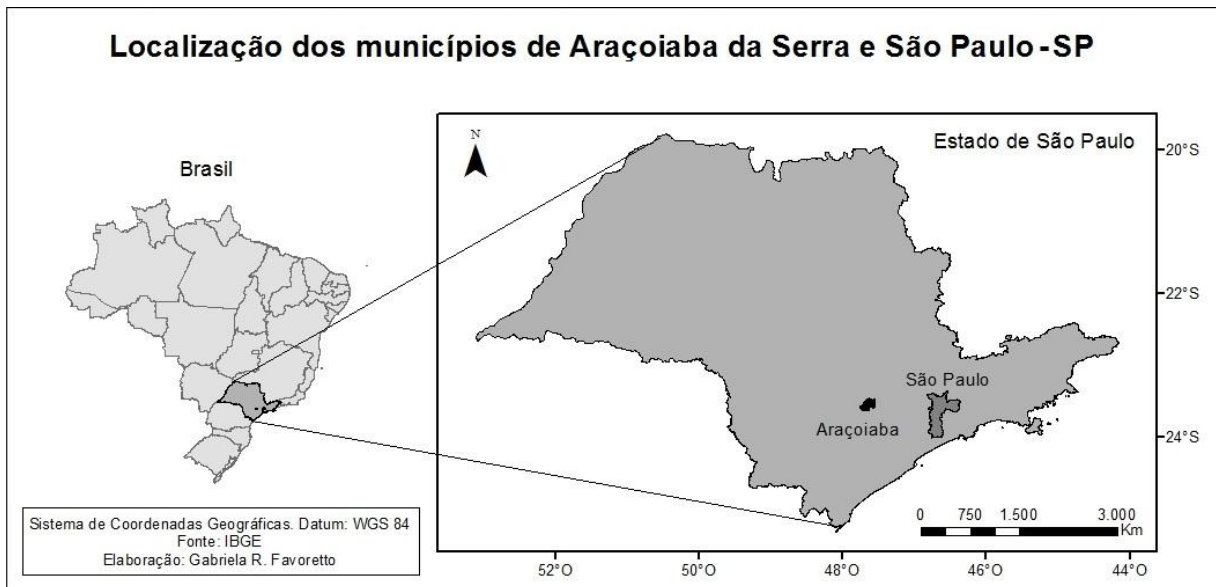 Localização dos municípios de Araçoiaba da Serra e São Paulo - SP
Brasil
N
Estado de São Paulo
20°S
22°S
24°S
São Paulo
Araçoiaba
0 750 1.500 3.000
Km
52°O 50°O 48°O 46°O 44°O
Sistema de Coordenadas Geográficas. Datum: WGS 84
Fonte: IBGE
Elaboração: Gabriela R. Favoretto